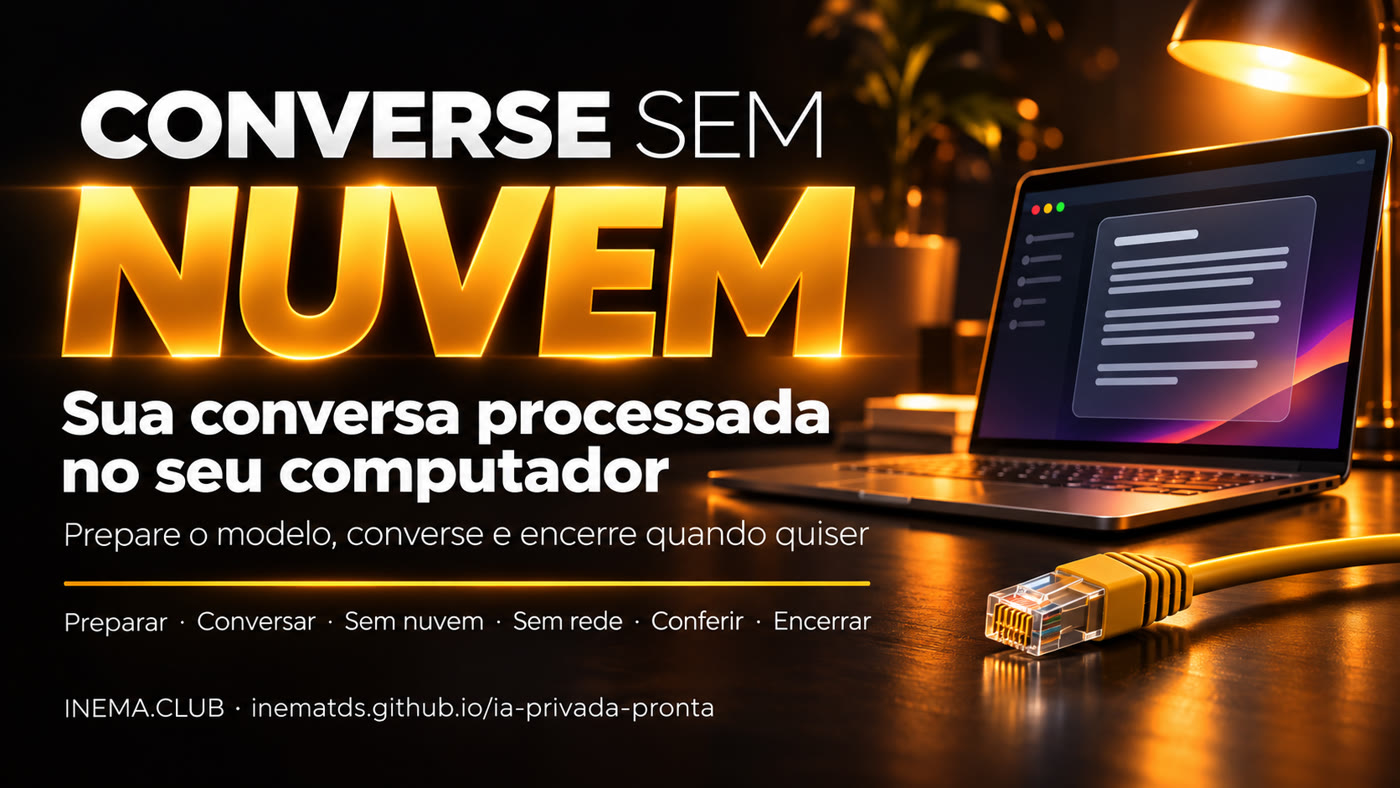 CONVERSE SEM
NUVEM
Sua conversa processada
no seu computador
Prepare o modelo, converse e encerre quando quiser
Preparar · Conversar · Sem nuvem · Sem rede · Conferir · Encerrar
INEMA.CLUB · inematds.github.io/ia-privada-pronta